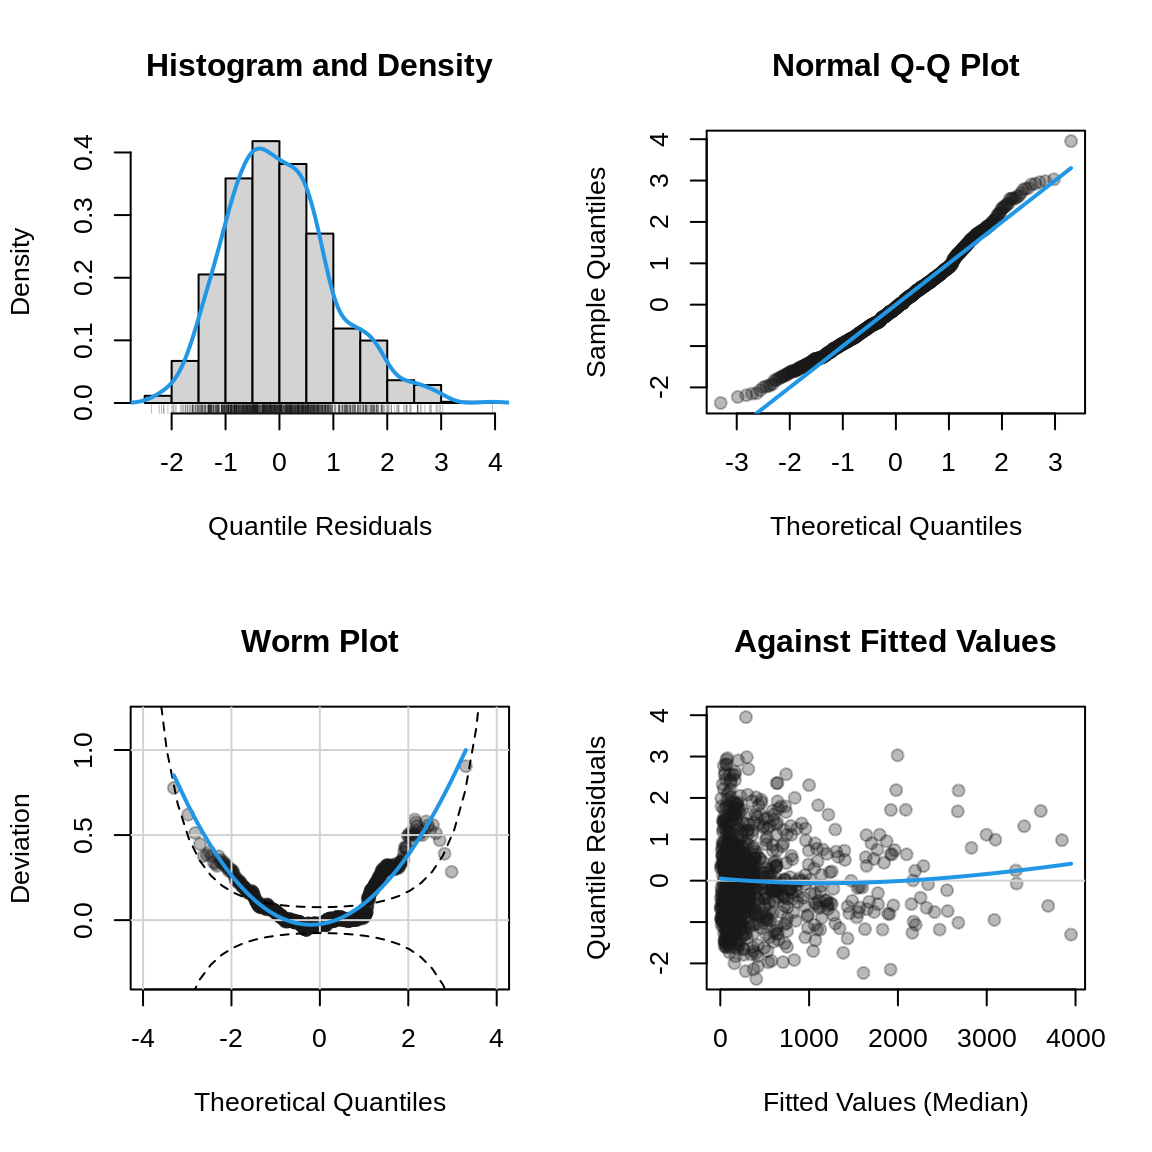 Histogram and Density
Density
0.0 0.1 0.2 0.3 0.4
-2 -1 0 1 2 3 4
Quantile Residuals
Normal Q-Q Plot
Sample Quantiles
-2 0 1 2 3 4
-3 -2 -1 0 1 2 3
Theoretical Quantiles
Worm Plot
Deviation
0.0 0.5 1.0
-4 -2 0 2 4
Theoretical Quantiles
Against Fitted Values
Quantile Residuals
-2 0 1 2 3 4
0 1000 2000 3000 4000
Fitted Values (Median)